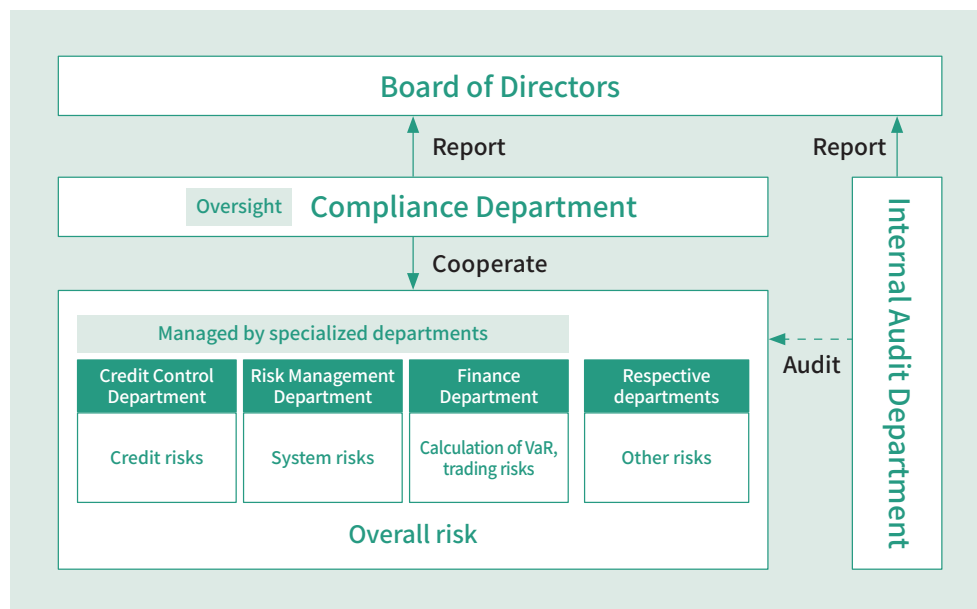 Board of Directors
Report
Report
Oversight
Compliance Department
Cooperate
Managed by specialized departments
Credit Control
Department
Credit risks
Risk Management
Department
System risks
Finance
Department
Calculation of VaR,
trading risks
Respective
departments
Other risks
Overall risk
Audit
Internal Audit Department